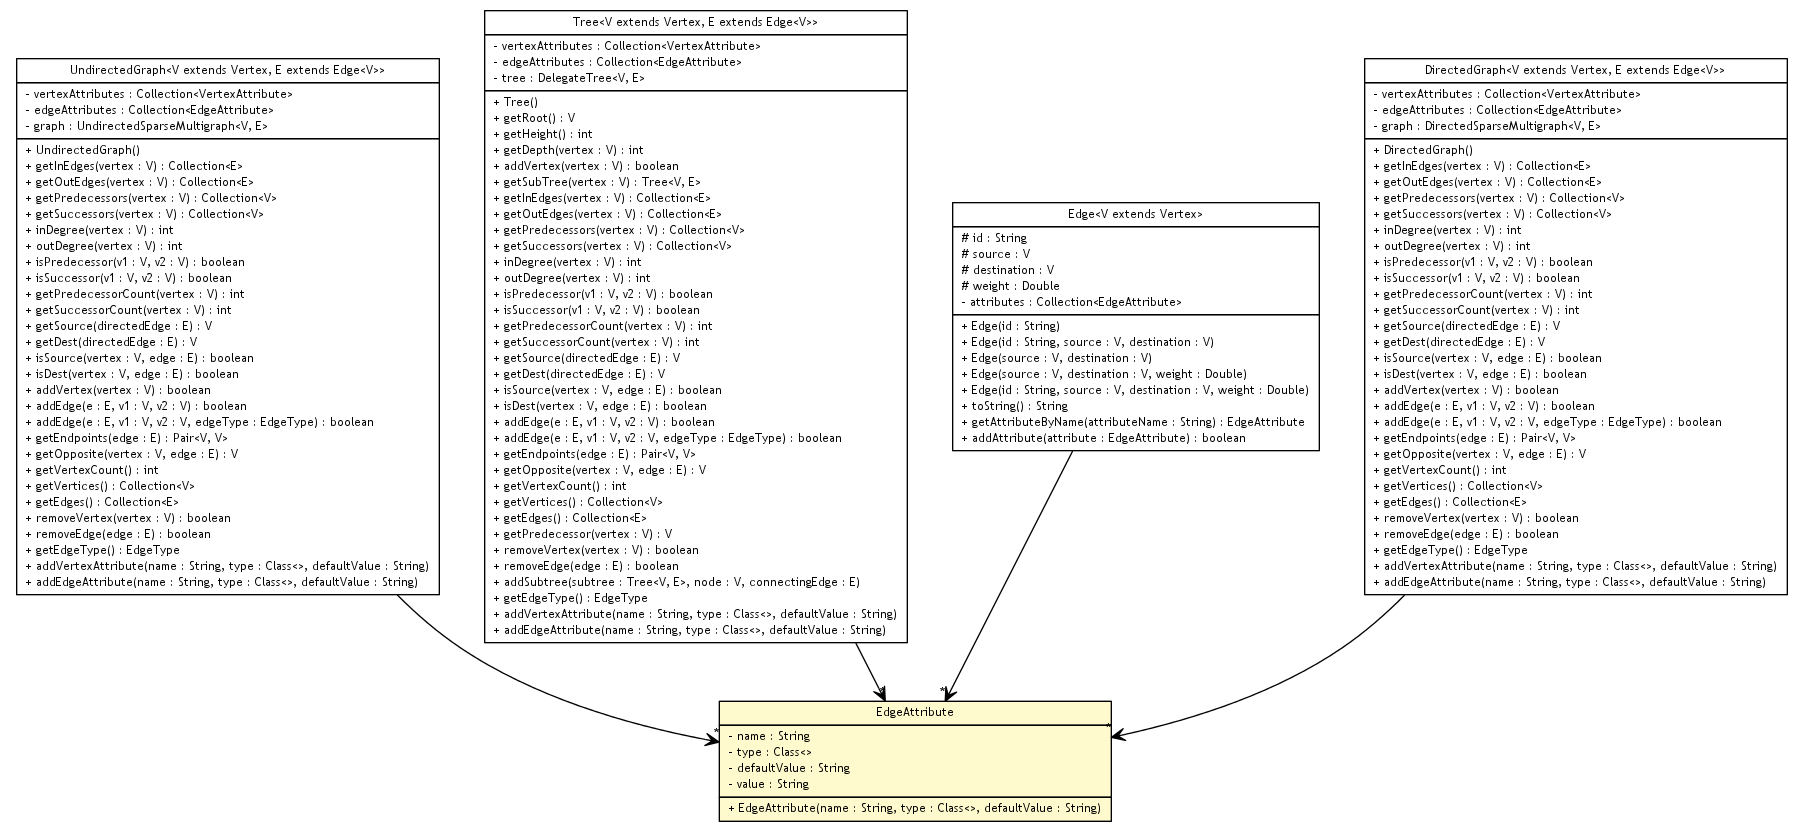 UndirectedGraph<V extends Vertex, E extends Edge<V>>
- vertexAttributes : Collection<VertexAttribute>
- edgeAttributes : Collection<EdgeAttribute>
- graph : UndirectedSparseMultigraph<V, E>
+ UndirectedGraph()
+ getInEdges(vertex : V) : Collection<E>
+ getOutEdges(vertex : V) : Collection<E>
+ getPredecessors(vertex : V) : Collection<V>
+ getSuccessors(vertex : V) : Collection<V>
+ inDegree(vertex : V) : int
+ outDegree(vertex : V) : int
+ isPredecessor(v1 : V, v2 : V) : boolean
+ isSuccessor(v1 : V, v2 : V) : boolean
+ getPredecessorCount(vertex : V) : int
+ getSuccessorCount(vertex : V) : int
+ getSource(directedEdge : E) : V
+ getDest(directedEdge : E) : V
+ isSource(vertex : V, edge : E) : boolean
+ isDest(vertex : V, edge : E) : boolean
+ addVertex(vertex : V) : boolean
+ addEdge(e : E, v1 : V, v2 : V) : boolean
+ addEdge(e : E, v1 : V, v2 : V, edgeType : EdgeType) : boolean
+ getEndpoints(edge : E) : Pair<V, V>
+ getOpposite(vertex : V, edge : E) : V
+ getVertexCount() : int
+ getVertices() : Collection<V>
+ getEdges() : Collection<E>
+ removeVertex(vertex : V) : boolean
+ removeEdge(edge : E) : boolean
+ getEdgeType() : EdgeType
+ addVertexAttribute(name : String, type : Class<>, defaultValue : String)
+ addEdgeAttribute(name : String, type : Class<>, defaultValue : String)
Tree<V extends Vertex, E extends Edge<V>>
- vertexAttributes : Collection<VertexAttribute>
- edgeAttributes : Collection<EdgeAttribute>
- tree : DelegateTree<V, E>
+ Tree()
+ getRoot() : V
+ getHeight() : int
+ getDepth(vertex : V) : int
+ addVertex(vertex : V) : boolean
+ getSubTree(vertex : V) : Tree<V, E>
+ getInEdges(vertex : V) : Collection<E>
+ getOutEdges(vertex : V) : Collection<E>
+ getPredecessors(vertex : V) : Collection<V>
+ getSuccessors(vertex : V) : Collection<V>
+ inDegree(vertex : V) : int
+ outDegree(vertex : V) : int
+ isPredecessor(v1 : V, v2 : V) : boolean
+ isSuccessor(v1 : V, v2 : V) : boolean
+ getPredecessorCount(vertex : V) : int
+ getSuccessorCount(vertex : V) : int
+ getSource(directedEdge : E) : V
+ getDest(directedEdge : E) : V
+ isSource(vertex : V, edge : E) : boolean
+ isDest(vertex : V, edge : E) : boolean
+ addEdge(e : E, v1 : V, v2 : V) : boolean
+ addEdge(e : E, v1 : V, v2 : V, edgeType : EdgeType) : boolean
+ getEndpoints(edge : E) : Pair<V, V>
+ getOpposite(vertex : V, edge : E) : V
+ getVertexCount() : int
+ getVertices() : Collection<V>
+ getEdges() : Collection<E>
+ getPredecessor(vertex : V) : V
+ removeVertex(vertex : V) : boolean
+ removeEdge(edge : E) : boolean
+ addSubtree(subtree : Tree<V, E>, node : V, connectingEdge : E)
+ getEdgeType() : EdgeType
+ addVertexAttribute(name : String, type : Class<>, defaultValue : String)
+ addEdgeAttribute(name : String, type : Class<>, defaultValue : String)
Edge<V extends Vertex>
# id : String
# source : V
# destination : V
# weight : Double
- attributes : Collection<EdgeAttribute>
+ Edge(id : String)
+ Edge(id : String, source : V, destination : V)
+ Edge(source : V, destination : V)
+ Edge(source : V, destination : V, weight : Double)
+ Edge(id : String, source : V, destination : V, weight : Double)
+ toString() : String
+ getAttributeByName(attributeName : String) : EdgeAttribute
+ addAttribute(attribute : EdgeAttribute) : boolean
DirectedGraph<V extends Vertex, E extends Edge<V>>
- vertexAttributes : Collection<VertexAttribute>
- edgeAttributes : Collection<EdgeAttribute>
- graph : DirectedSparseMultigraph<V, E>
+ DirectedGraph()
+ getInEdges(vertex : V) : Collection<E>
+ getOutEdges(vertex : V) : Collection<E>
+ getPredecessors(vertex : V) : Collection<V>
+ getSuccessors(vertex : V) : Collection<V>
+ inDegree(vertex : V) : int
+ outDegree(vertex : V) : int
+ isPredecessor(v1 : V, v2 : V) : boolean
+ isSuccessor(v1 : V, v2 : V) : boolean
+ getPredecessorCount(vertex : V) : int
+ getSuccessorCount(vertex : V) : int
+ getSource(directedEdge : E) : V
+ getDest(directedEdge : E) : V
+ isSource(vertex : V, edge : E) : boolean
+ isDest(vertex : V, edge : E) : boolean
+ addVertex(vertex : V) : boolean
+ addEdge(e : E, v1 : V, v2 : V) : boolean
+ addEdge(e : E, v1 : V, v2 : V, edgeType : EdgeType) : boolean
+ getEndpoints(edge : E) : Pair<V, V>
+ getOpposite(vertex : V, edge : E) : V
+ getVertexCount() : int
+ getVertices() : Collection<V>
+ getEdges() : Collection<E>
+ removeVertex(vertex : V) : boolean
+ removeEdge(edge : E) : boolean
+ getEdgeType() : EdgeType
+ addVertexAttribute(name : String, type : Class<>, defaultValue : String)
+ addEdgeAttribute(name : String, type : Class<>, defaultValue : String)
*
*
*
*
EdgeAttribute
- name : String
- type : Class<>
- defaultValue : String
- value : String
+ EdgeAttribute(name : String, type : Class<>, defaultValue : String)